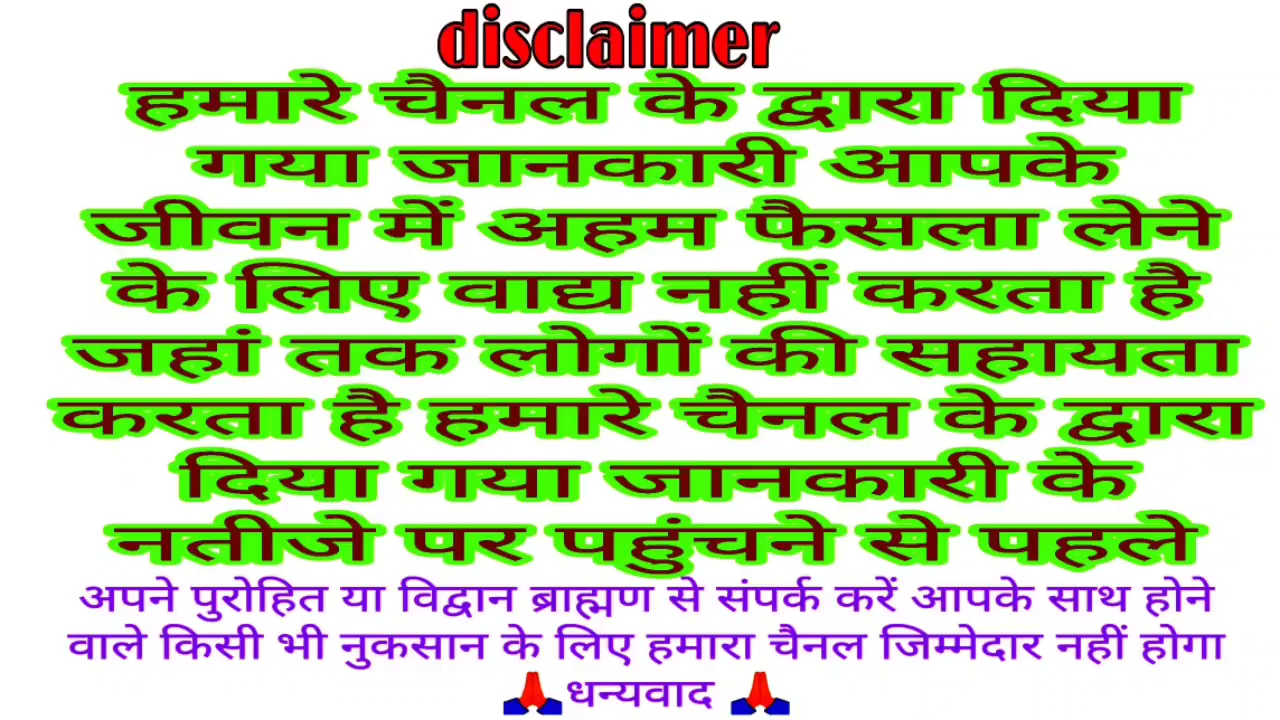 disclaimer
हमारे चैनल के द्वारा दिया
गया जानकारी आपके
जीवन में अहम फैसला लेने
के लिए वाद्य नहीं करता है
जहां तक लोगों की सहायता
करता है हमारे चैनल के द्वारा
दिया गया जानकारी के
नतीजे पर पहुंचने से पहले
अपने पुरोहित या विद्वान ब्राह्मण से संपर्क करें आपके साथ होने
वाले किसी भी नुकसान के लिए हमारा चैनल जिम्मेदार नहीं होगा
🙏धन्यवाद 🙏